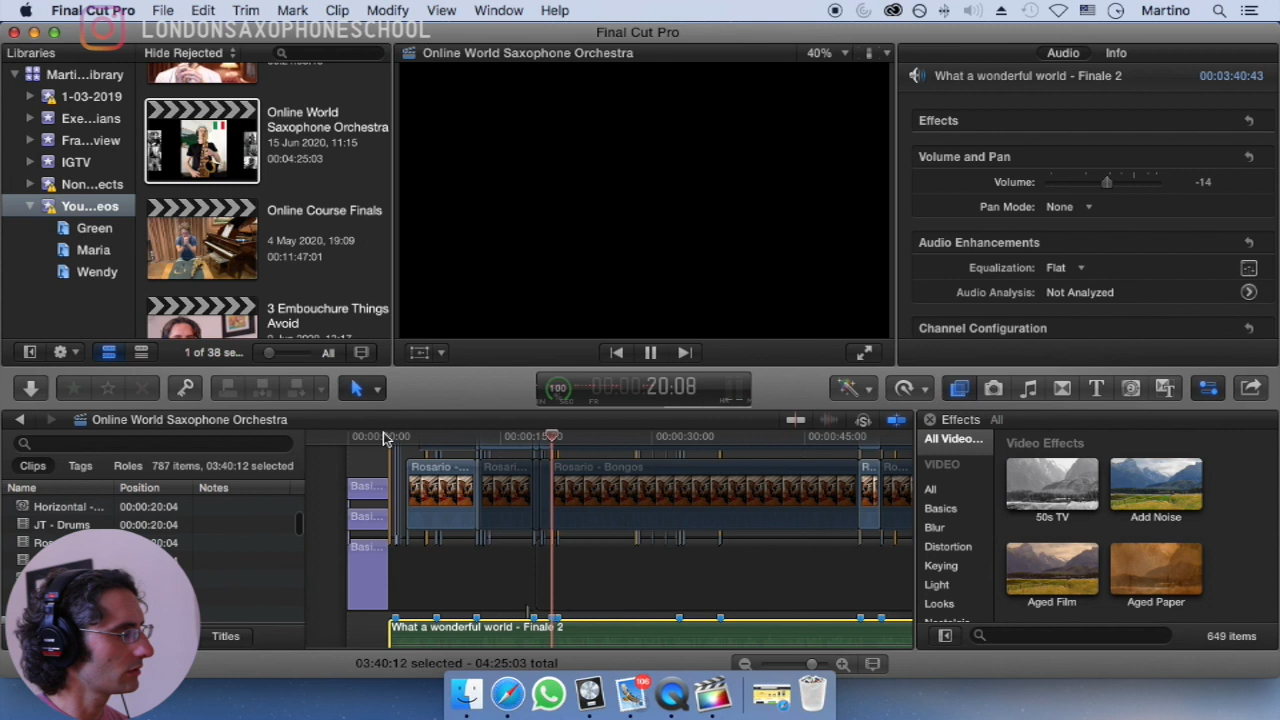 Final Cut Pro File Edit Trim Mark Clip Modify View Window Help Martino
LONDONSAXOPHONESCHOOL
Final Cut Pro
Libraries Hide Rejected Online World Saxophone Orchestra 40% Audio Info
Marti...ibrary
1-03-2019
Exe...ians
Fra...view
IGTV
Non...ects
You...eos
Green
Maria
Wendy
Online World
Saxophone Orchestra
15 Jun 2020, 11:15
00:04:25:03
Online Course Finals
4 May 2020, 19:09
00:11:47:01
3 Embouchure Things
Avoid
What a wonderful world - Finale 2 00:03:40:43
Effects
Volume and Pan
Volume: -14
Pan Mode: None
Audio Enhancements
Equalization: Flat
Audio Analysis: Not Analyzed
Channel Configuration
1 of 38 se... All
100 20:08
Online World Saxophone Orchestra
Clips Tags Roles 787 items, 03:40:12 selected
Name Position Notes
Horizontal -... 00:00:20:04
JT - Drums 00:00:20:04
Titles
00:00:30:00 00:00:45:00
Basi...
Basi...
Basi...
Rosario -... Rosari... Rosario - Bongos R... Ro...
What a wonderful world - Finale 2
03:40:12 selected - 04:25:03 total
Effects All
All Video... Video Effects
VIDEO
All
Basics
Blur
Distortion
Keying
Light
Looks
50s TV Add Noise
Aged Film Aged Paper
649 items
106